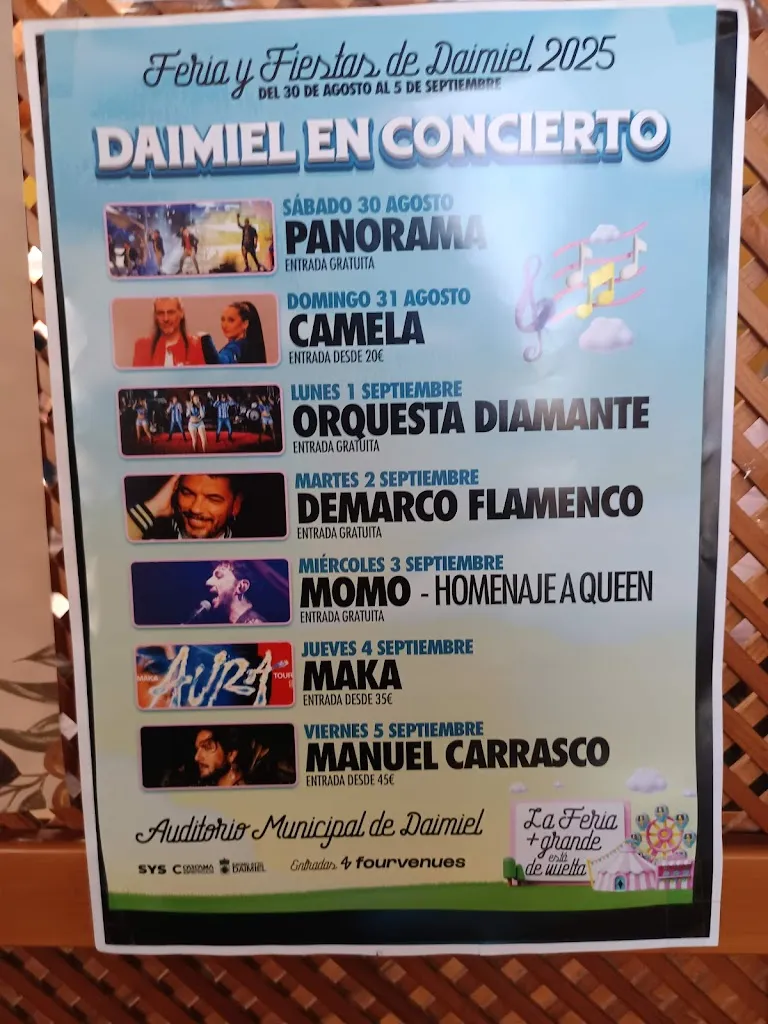 Feria y Fiestas de Daimiel 2025
DEL 30 DE AGOSTO AL 5 DE SEPTIEMBRE
DAIMIEL EN CONCIERTO
SÁBADO 30 AGOSTO
PANORAMA
ENTRADA GRATUITA
DOMINGO 31 AGOSTO
CAMELA
ENTRADA DESDE 20€
LUNES 1 SEPTIEMBRE
ORQUESTA DIAMANTE
ENTRADA GRATUITA
MARTES 2 SEPTIEMBRE
DEMARCO FLAMENCO
ENTRADA GRATUITA
MIÉRCOLES 3 SEPTIEMBRE
MOMO - HOMENAJE A QUEEN
ENTRADA GRATUITA
MAKA AURA TOUR
JUEVES 4 SEPTIEMBRE
MAKA
ENTRADA DESDE 35€
VIERNES 5 SEPTIEMBRE
MANUEL CARRASCO
ENTRADA DESDE 45€
Auditorio Municipal de Daimiel
SYS DAIMIEL Entradas fourvenues
La Feria
+ grande
está
de vuelta